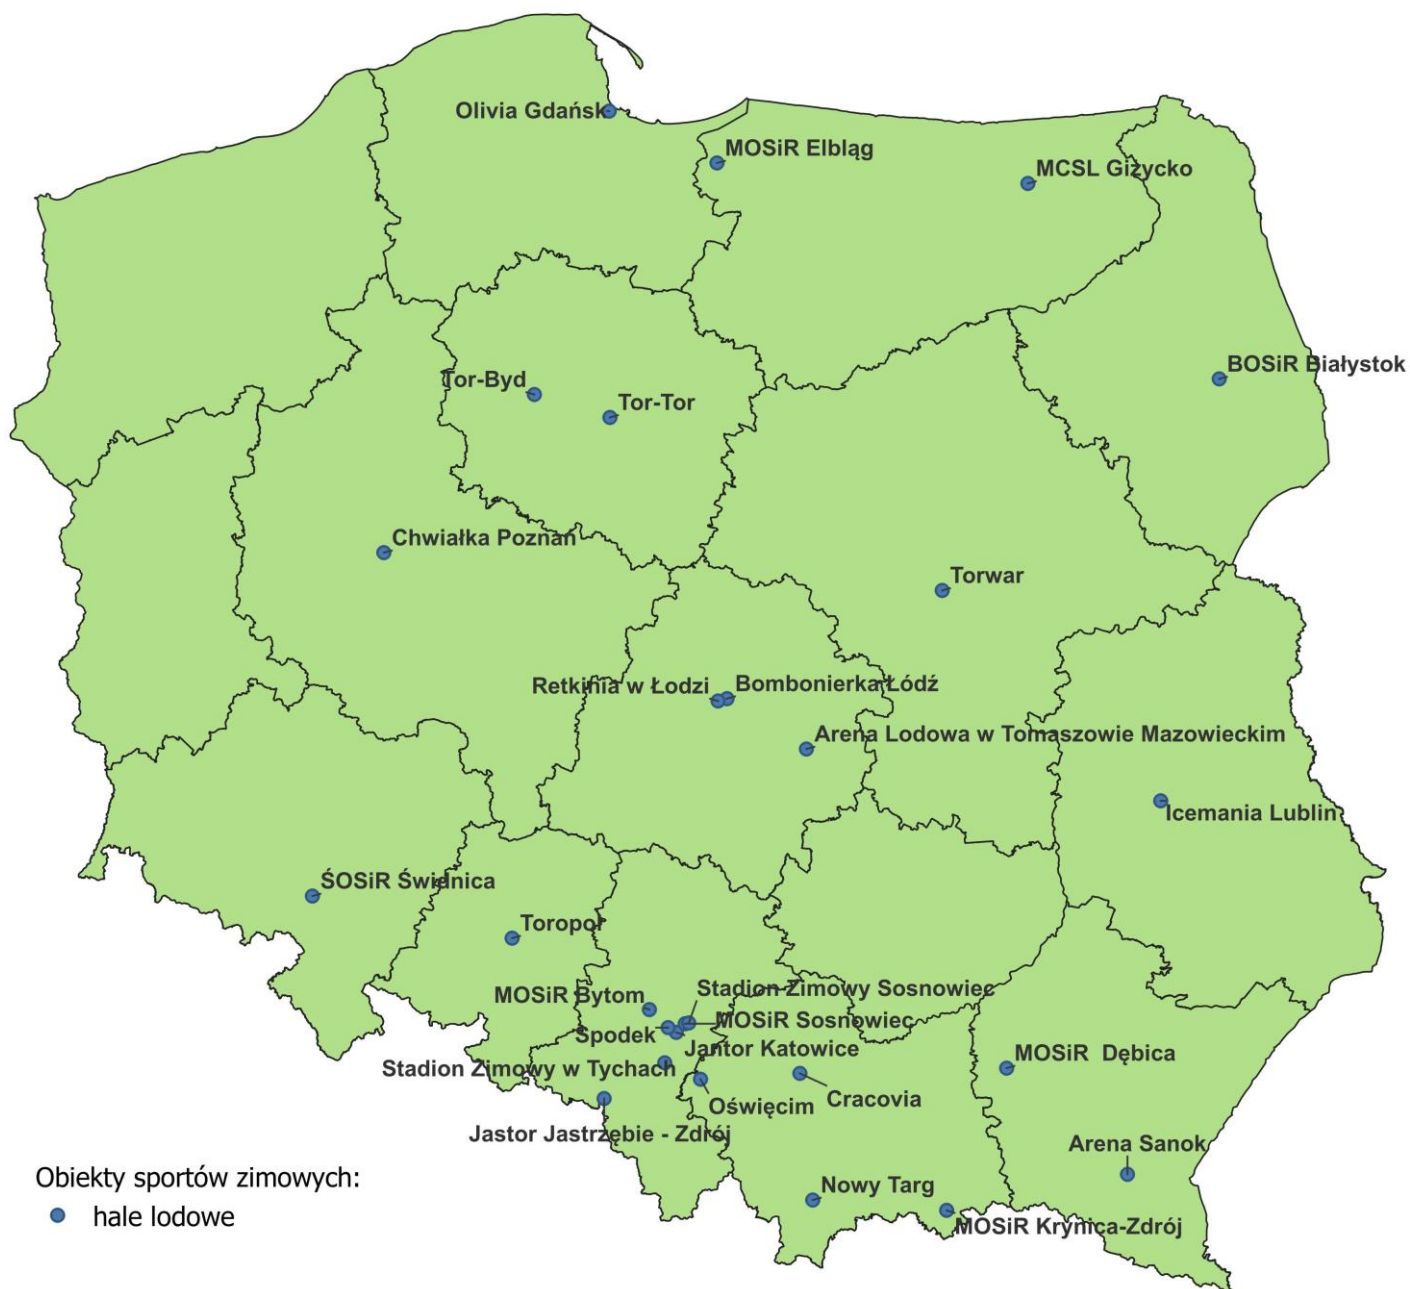 Olivia Gdańsk
MOSiR Elbląg
MCSL Giżycko
BOSiR Białystok
Tor-Byd
Tor-Tor
Chwiałka Poznań
Torwar
Retkinia w Łodzi
Bombonierka Łódź
Arena Lodowa w Tomaszowie Mazowieckim
Icemania Lublin
ŚOSiR Świdnica
Toropol
Stadion Zimowy Sosnowiec
MOSiR Bytom
MOSiR Sosnowiec
Spodek
Jantor Katowice
MOSiR Dębica
Stadion Zimowy w Tychach
Oświęcim
Cracovia
Jastor Jastrzębie - Zdrój
Arena Sanok
Nowy Targ
MOSiR Krynica-Zdrój
Obiekty sportów zimowych:
hale lodowe